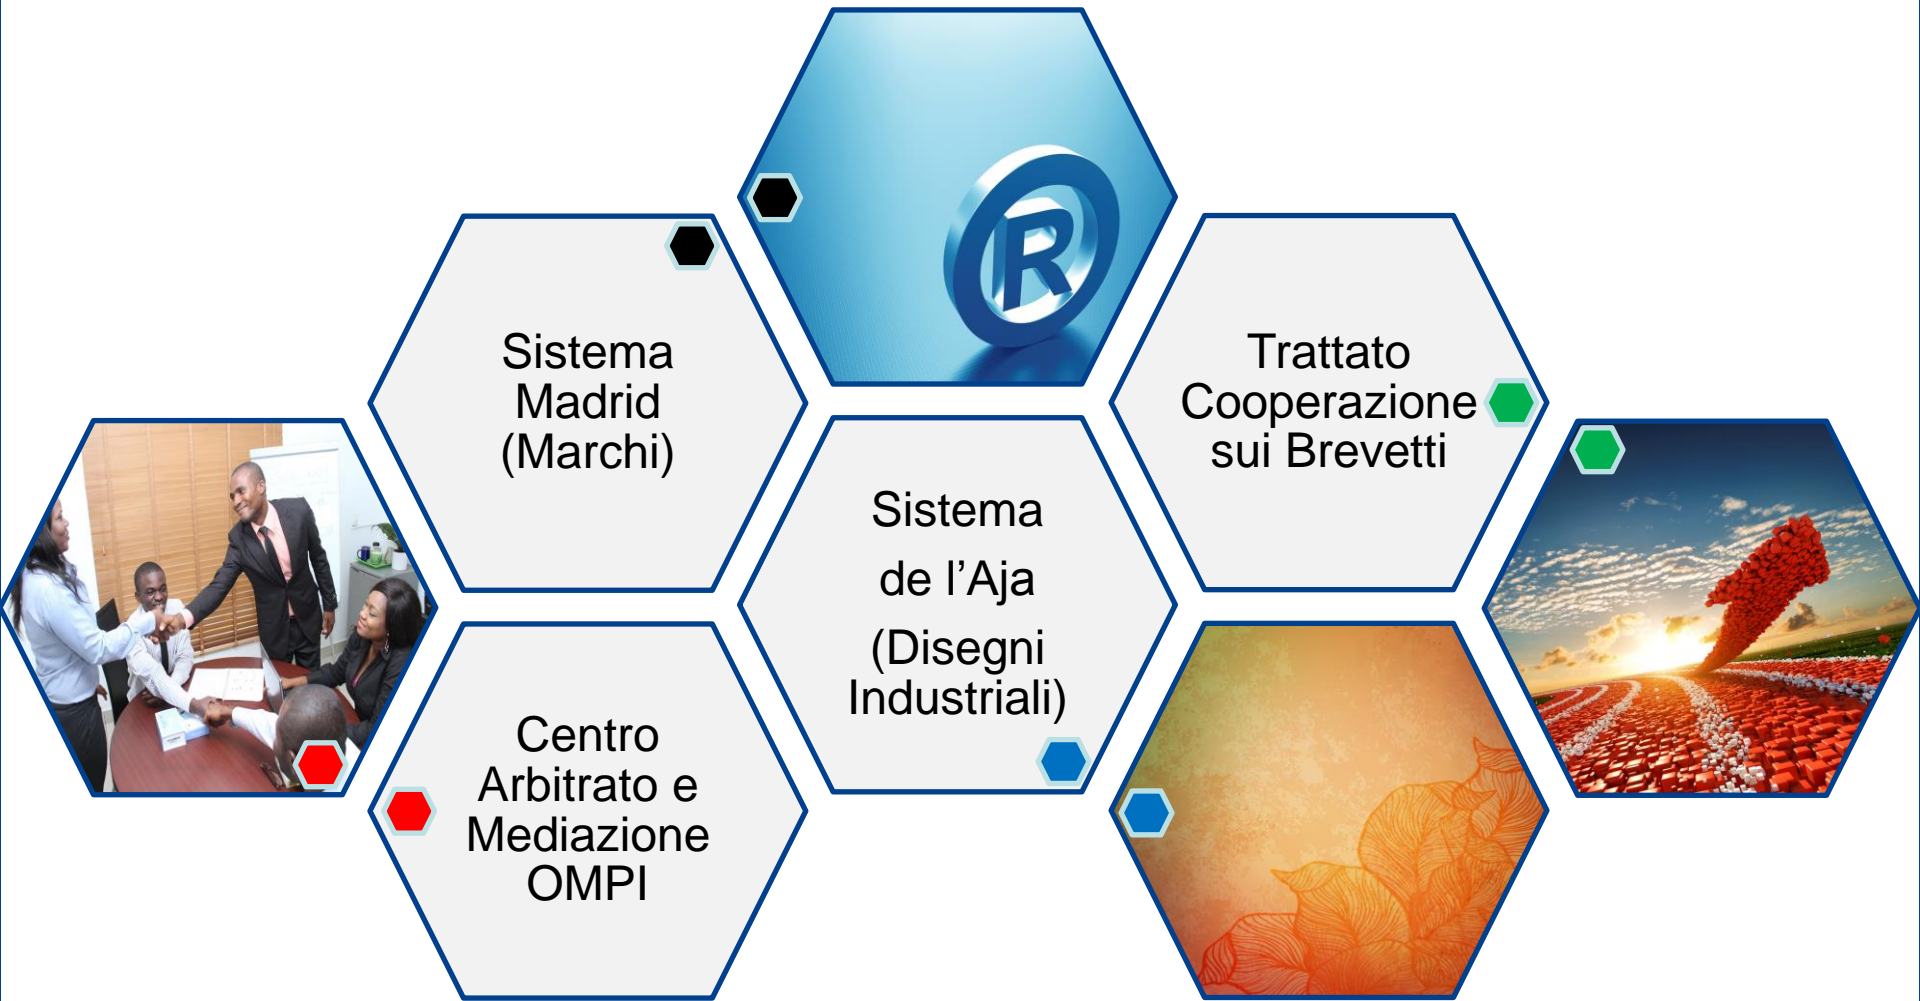 R
Sistema
Madrid
(Marchi)
Trattato
Cooperazione
sui Brevetti
Sistema
de l’Aja
(Disegni
Industriali)
Centro
Arbitrato e
Mediazione
OMPI